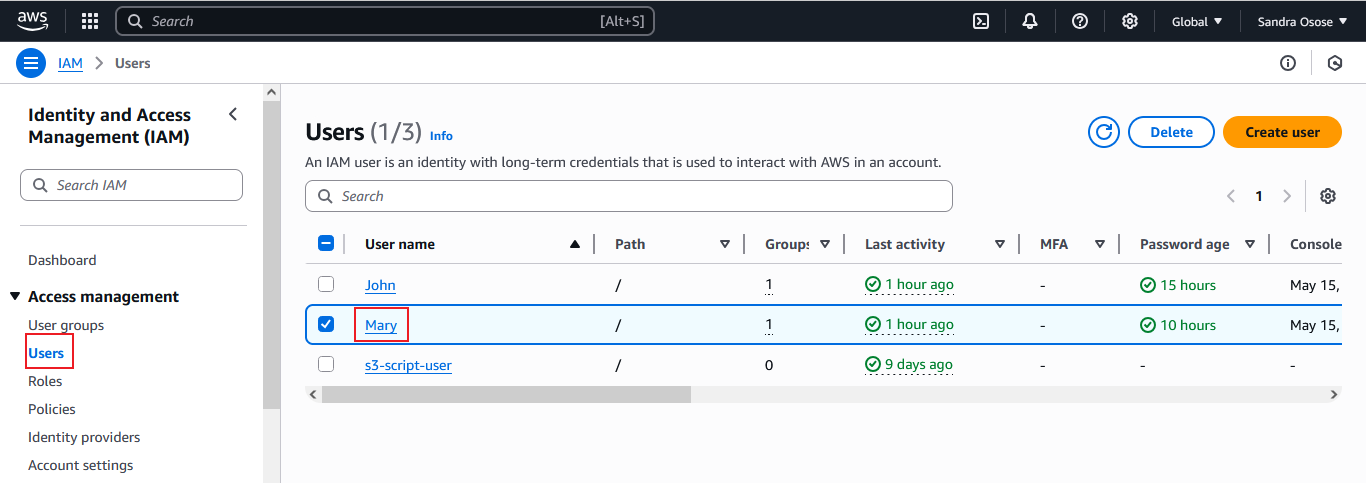 aws Search [Alt+S] Global Sandra Osose
IAM > Users
Identity and Access
Management (IAM)
Search IAM
Dashboard
Access management
User groups
Users
Roles
Policies
Identity providers
Account settings
Users (1/3) Info
Delete
Create user
An IAM user is an identity with long-term credentials that is used to interact with AWS in an account.
Search
1
User name Path Groups Last activity MFA Password age Console
John / 1 1 hour ago - 15 hours May 15,
Mary / 1 1 hour ago - 10 hours May 15,
s3-script-user / 0 9 days ago - - -